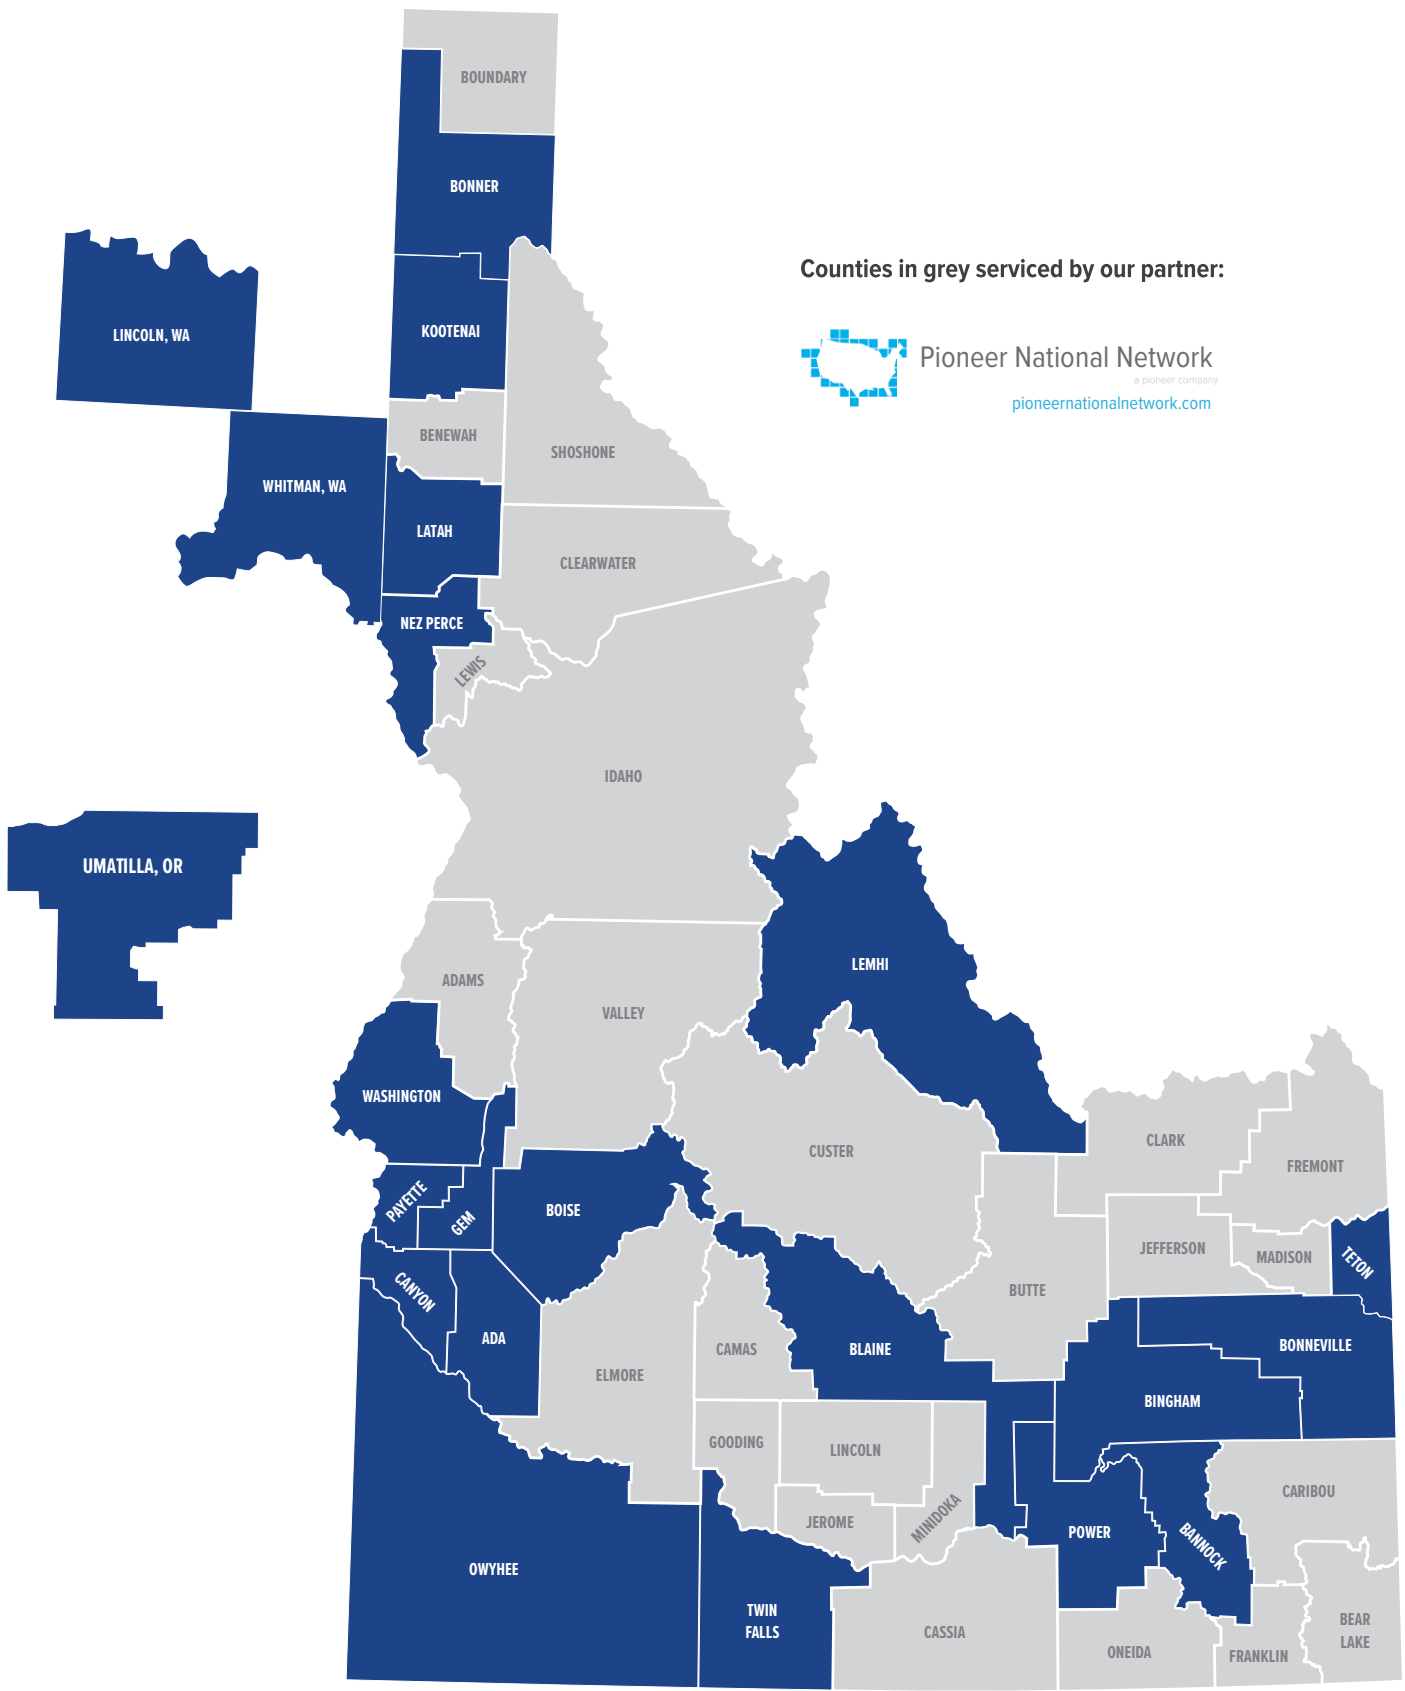 BOUNDARY
BONNER
Counties in grey serviced by our partner:
LINCOLN, WA
KOOTENAI
Pioneer National Network
a pioneer company
pioneernationalnetwork.com
BENEWAH
SHOSHONE
WHITMAN, WA
LATAH
CLEARWATER
NEZ PERCE
LEWIS
IDAHO
UMATILLA, OR
LEMHI
ADAMS
VALLEY
WASHINGTON
CUSTER
CLARK
FREMONT
PAYETTE
GEM
BOISE
JEFFERSON
MADISON
TETON
CANYON
BUTTE
ADA
CAMAS
BLAINE
BONNEVILLE
ELMORE
BINGHAM
GOODING
LINCOLN
CARIBOU
JEROME
MINIDOKA
POWER
BANNOCK
OWYHEE
TWIN
FALLS
CASSIA
ONEIDA
FRANKLIN
BEAR
LAKE